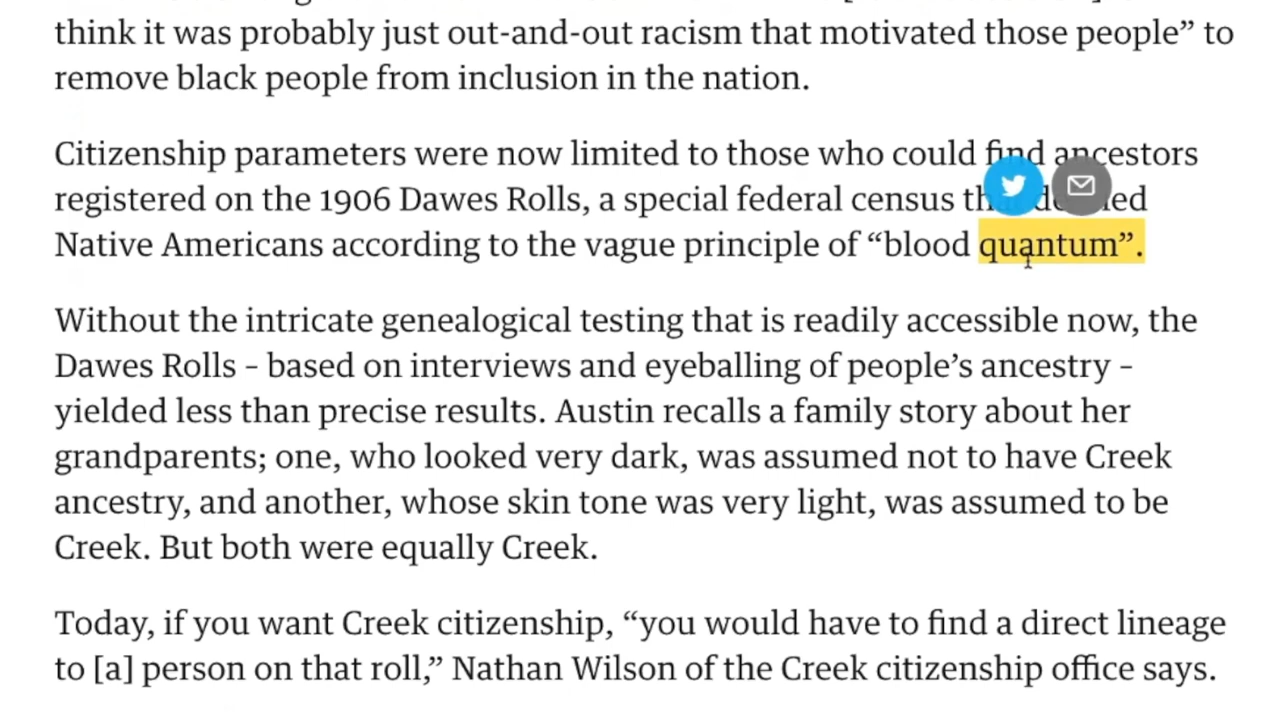 think it was probably just out-and-out racism that motivated those people” to
remove black people from inclusion in the nation.
Citizenship parameters were now limited to those who could find ancestors
registered on the 1906 Dawes Rolls, a special federal census
Native Americans according to the vague principle of “blood quantum”.
Without the intricate genealogical testing that is readily accessible now, the
Dawes Rolls – based on interviews and eyeballing of people’s ancestry –
yielded less than precise results. Austin recalls a family story about her
grandparents; one, who looked very dark, was assumed not to have Creek
ancestry, and another, whose skin tone was very light, was assumed to be
Creek. But both were equally Creek.
Today, if you want Creek citizenship, “you would have to find a direct lineage
to [a] person on that roll,” Nathan Wilson of the Creek citizenship office says.